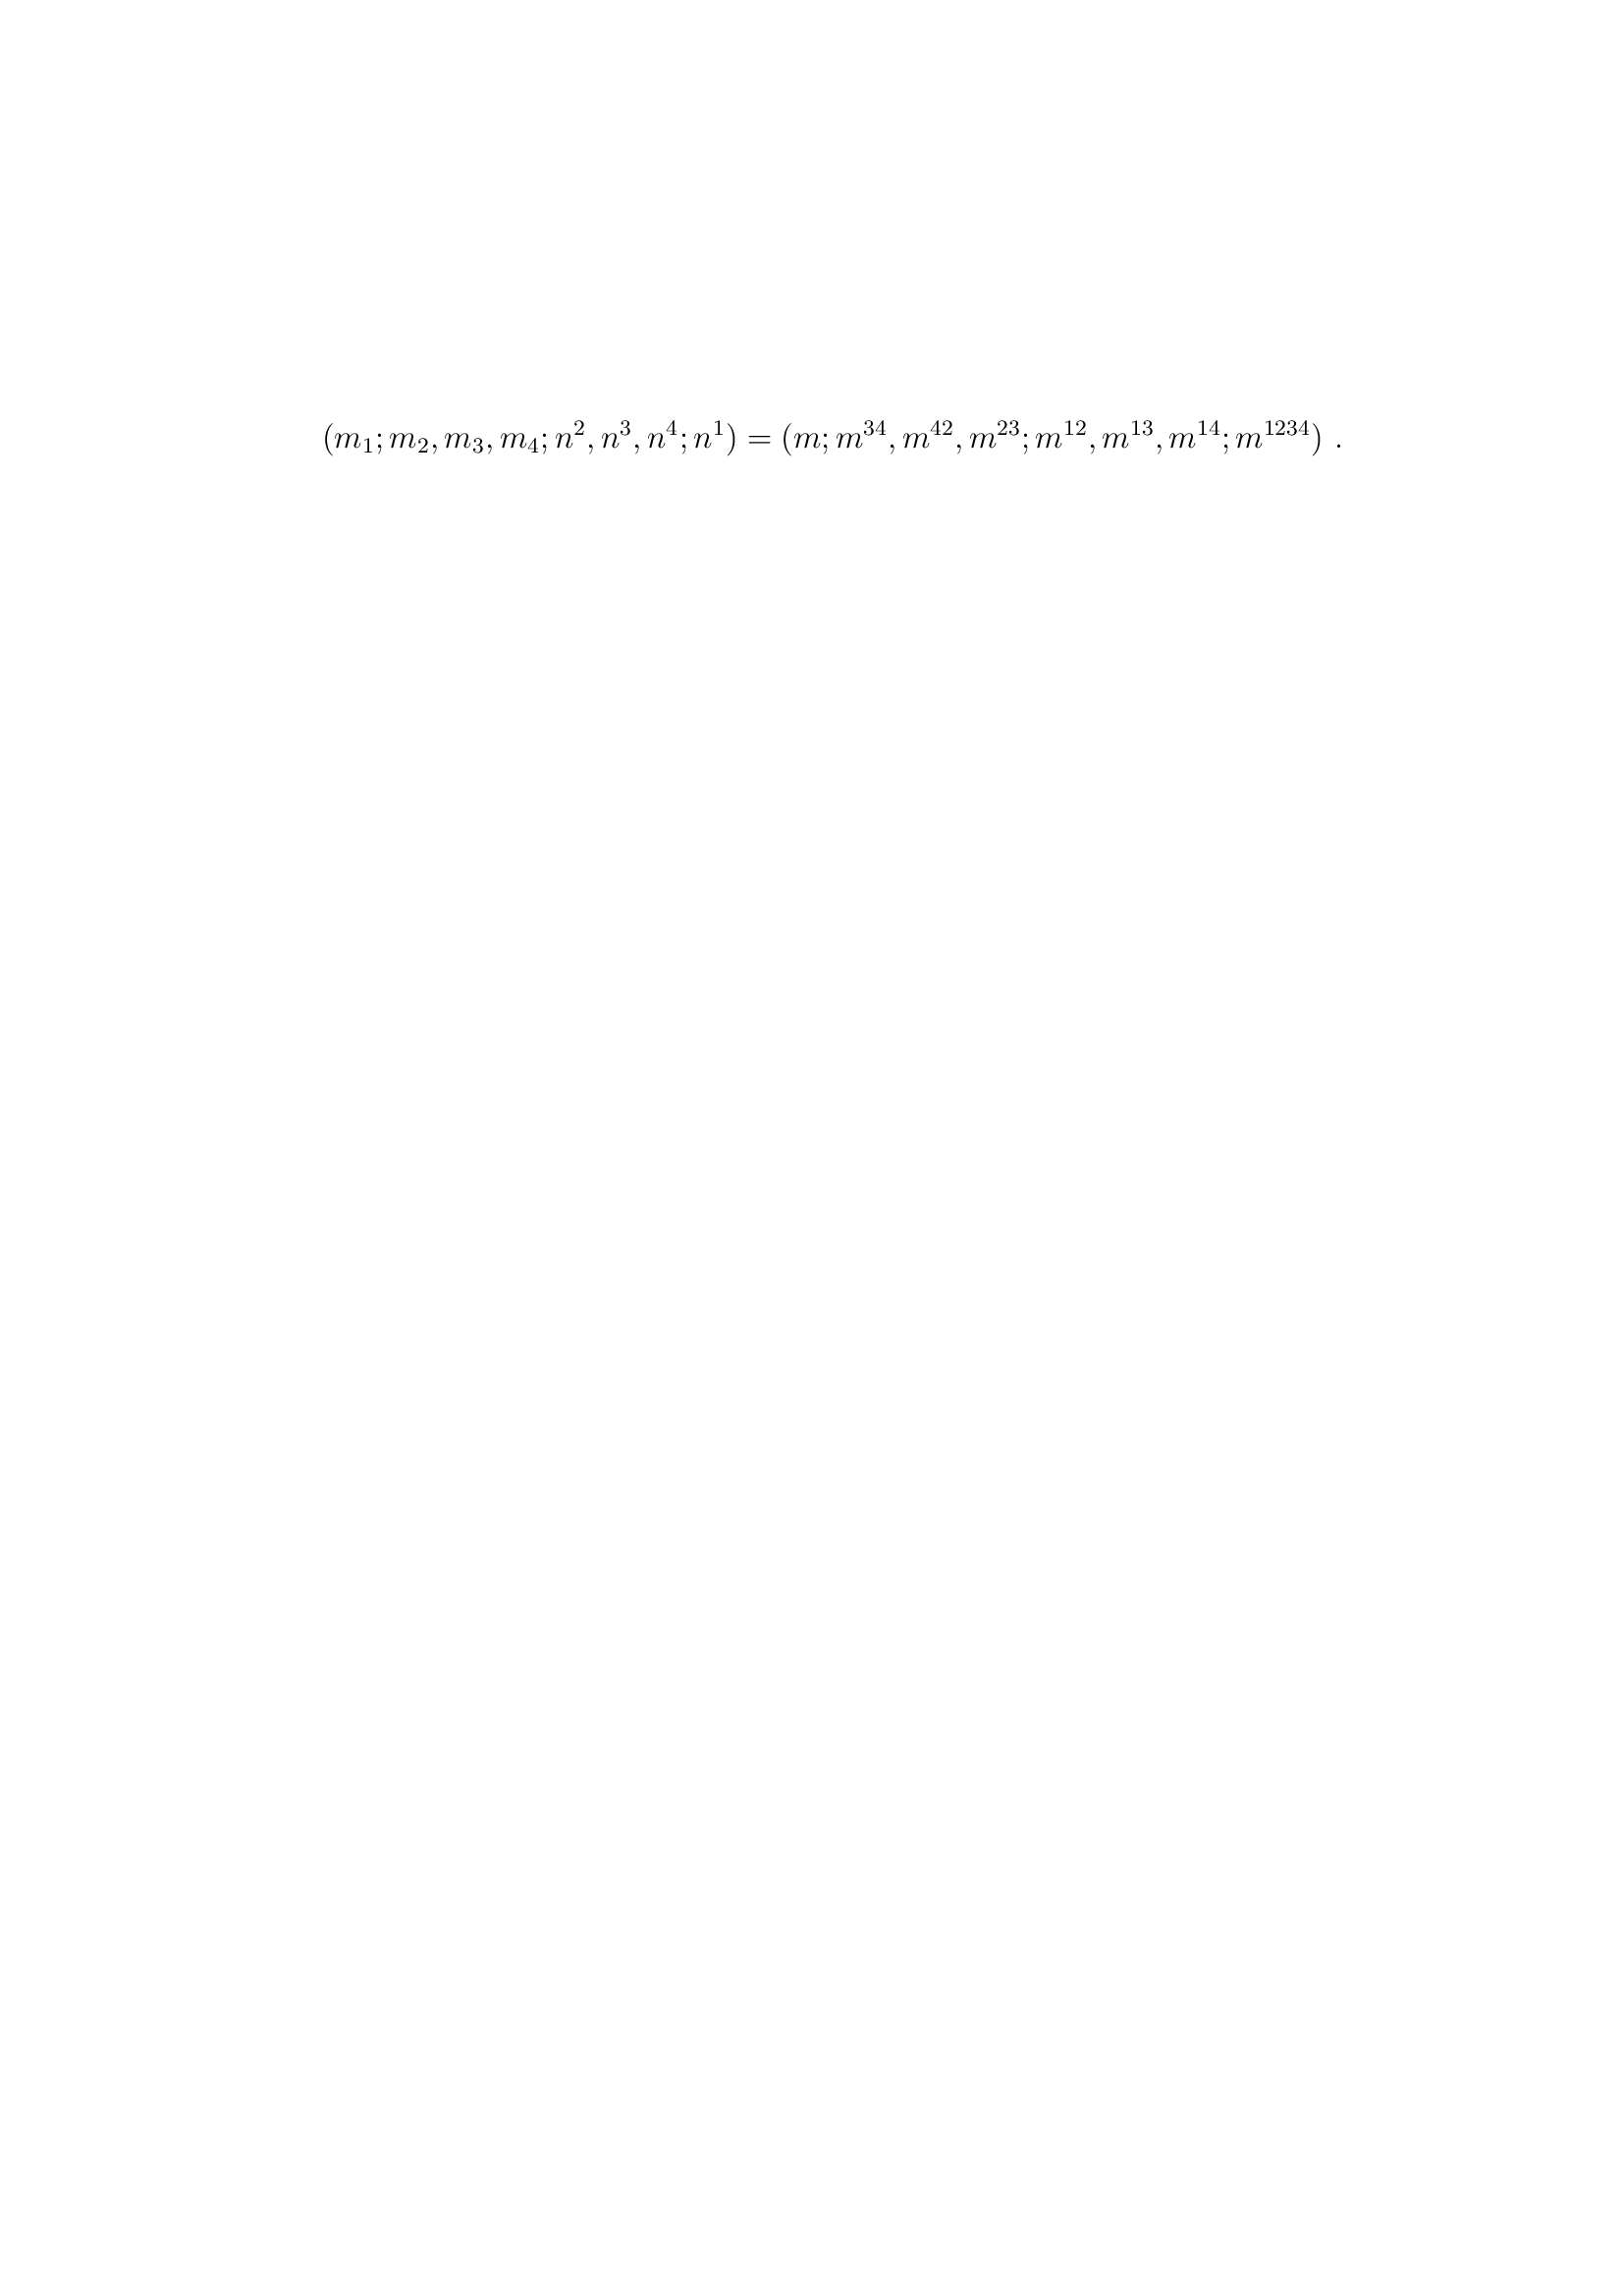 $(m_1; m_2, m_3, m_4; n^2, n^3, n^4; n^1) = (m; m^{34}, m^{42}, m^{23}; m^{12}, m^{13}, m^{14}; m^{1234})$ .